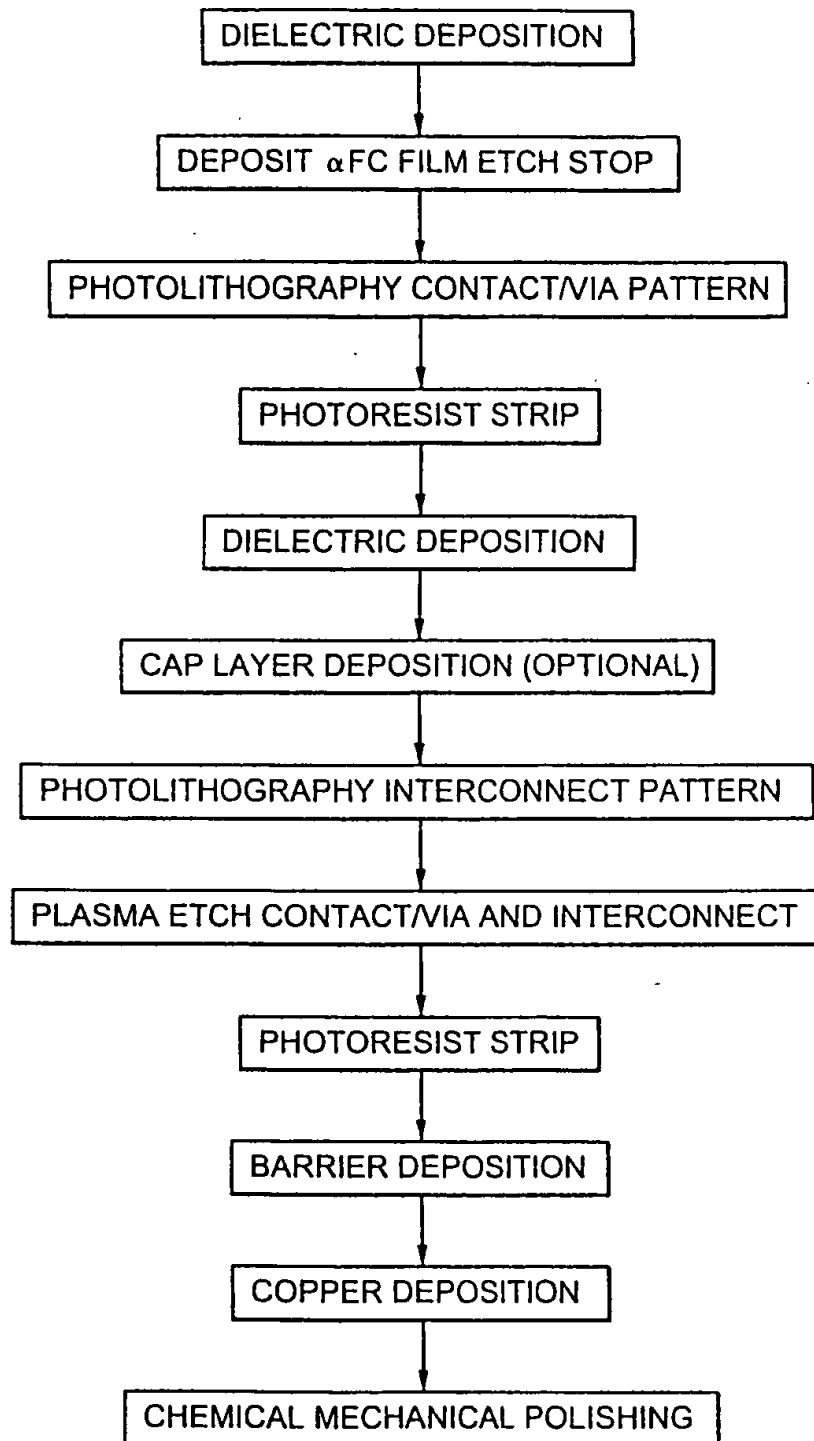 DIELECTRIC DEPOSITION
DEPOSIT αFC FILM ETCH STOP
PHOTOLITHOGRAPHY CONTACT/VIA PATTERN
PHOTORESIST STRIP
DIELECTRIC DEPOSITION
CAP LAYER DEPOSITION (OPTIONAL)
PHOTOLITHOGRAPHY INTERCONNECT PATTERN
PLASMA ETCH CONTACT/VIA AND INTERCONNECT
PHOTORESIST STRIP
BARRIER DEPOSITION
COPPER DEPOSITION
CHEMICAL MECHANICAL POLISHING